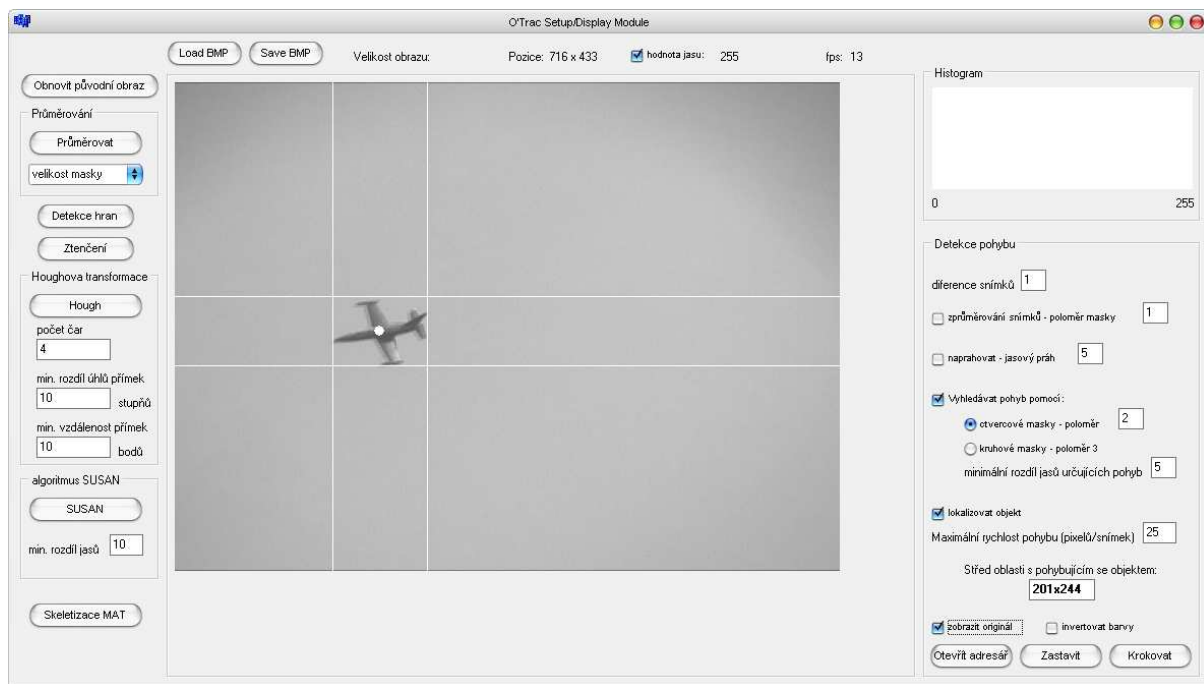 O'Trac Setup/Display Module
Load BMP Save BMP Velikost obrazu: Pozice: 716 x 433 hodnota jasu: 255 fps: 13
Obnovit původní obraz
Průměrování
Průměrovat
velikost masky
Detekce hran
Ztenčení
Houghova transformace
Hough
počet čar
4
min. rozdíl úhlů přímek
10 stupňů
min. vzdálenost přímek
10 bodů
algoritmus SUSAN
SUSAN
min. rozdíl jasů 10
Skeletizace MAT
Histogram
0 255
Detekce pohybu
diference snímků 1
zprůměrování snímků - poloměr masky 1
naprahovat - jasový práh 5
Vyhledávat pohyb pomocí:
ctvercové masky - poloměr 2
kruhové masky - poloměr 3
minimální rozdíl jasů určujících pohyb 5
lokalizovat objekt
Maximální rychlost pohybu (pixelů/snímek) 25
Střed oblasti s pohybujícím se objektem:
201x244
zobrazit originál invertovat barvy
Otevřít adresář Zastavit Krokovat